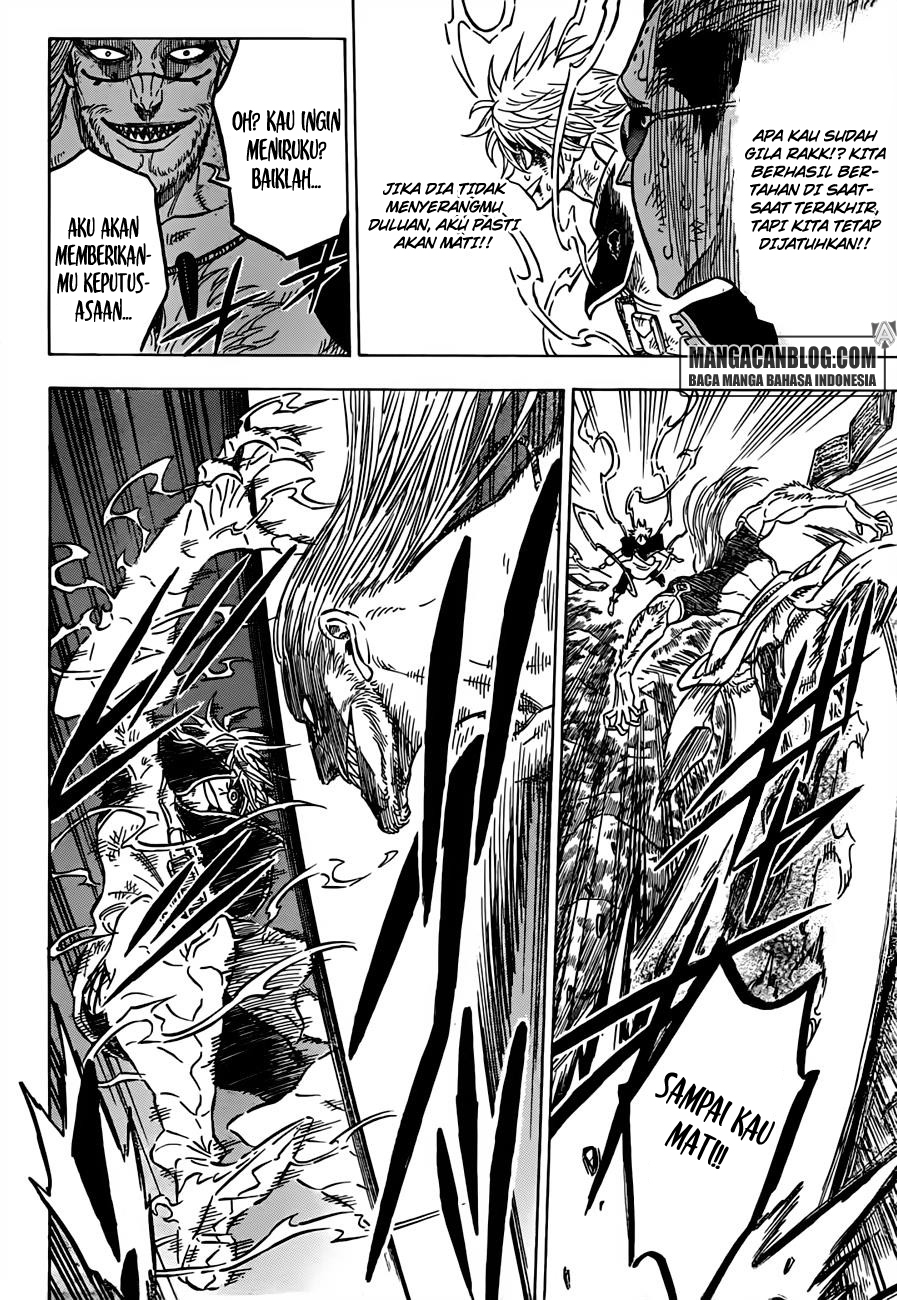 APA KAU SUDAH
GILA RAKK!? KITA
BERHASIL BER-
TAHAN DI SAAT-
SAAT TERAKHIR,
TAPI KITA TETAP
DIJATUHKAN!!
JIKA DIA TIDAK
MENYERANGMU
DULUAN, AKU PASTI
AKAN MATI!!
OH? KAU INGIN
MENIRUKU?
BAIKLAH...
AKU AKAN
MEMBERIKAN-
MU KEPUTUS-
ASAAN...
MANGACANBLOG.COM
BACA MANGA BAHASA INDONESIA
SAMPAI KAU
MATI!!!